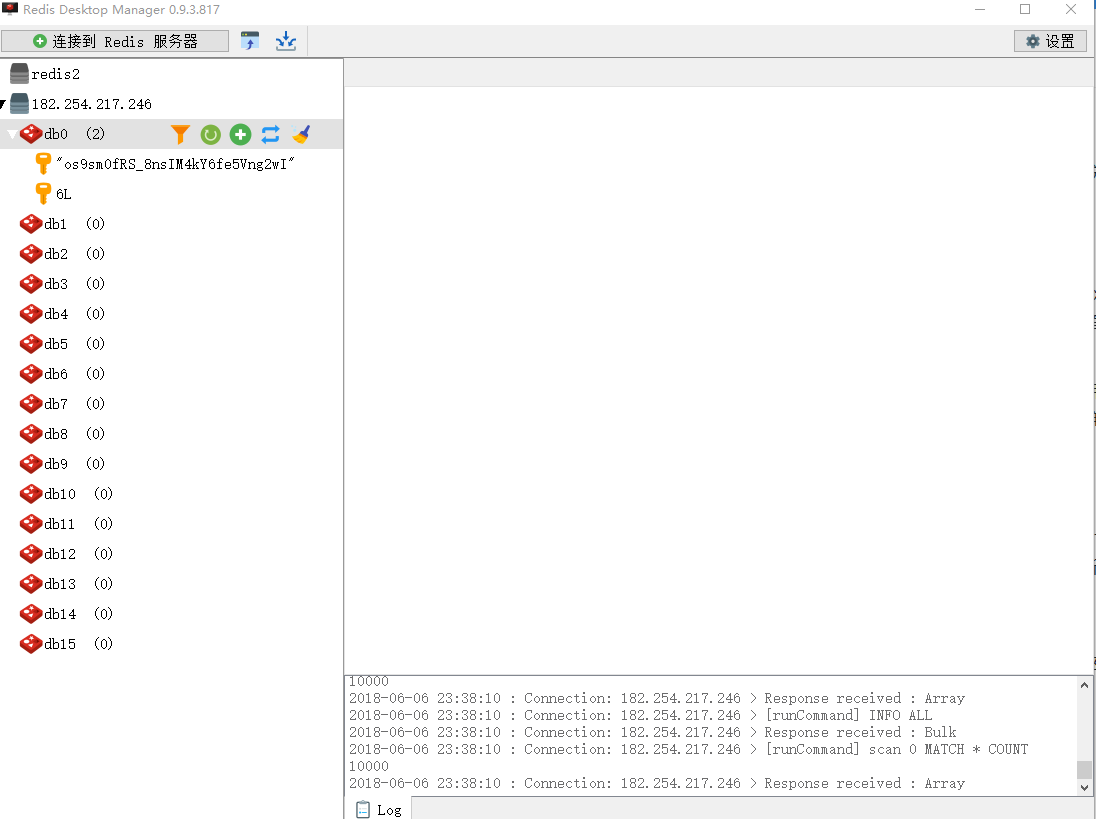 Redis Desktop Manager 0.9.3.817
连接到 Redis 服务器
设置
redis2
182.254.217.246
db0 (2)
"os9sm0fRS_8nsIM4kY6fe5Vng2wI"
6L
db1 (0)
db2 (0)
db3 (0)
db4 (0)
db5 (0)
db6 (0)
db7 (0)
db8 (0)
db9 (0)
db10 (0)
db11 (0)
db12 (0)
db13 (0)
db14 (0)
db15 (0)
10000
2018-06-06 23:38:10 : Connection: 182.254.217.246 > Response received : Array
2018-06-06 23:38:10 : Connection: 182.254.217.246 > [runCommand] INFO ALL
2018-06-06 23:38:10 : Connection: 182.254.217.246 > Response received : Bulk
2018-06-06 23:38:10 : Connection: 182.254.217.246 > [runCommand] scan 0 MATCH * COUNT
10000
2018-06-06 23:38:10 : Connection: 182.254.217.246 > Response received : Array
Log